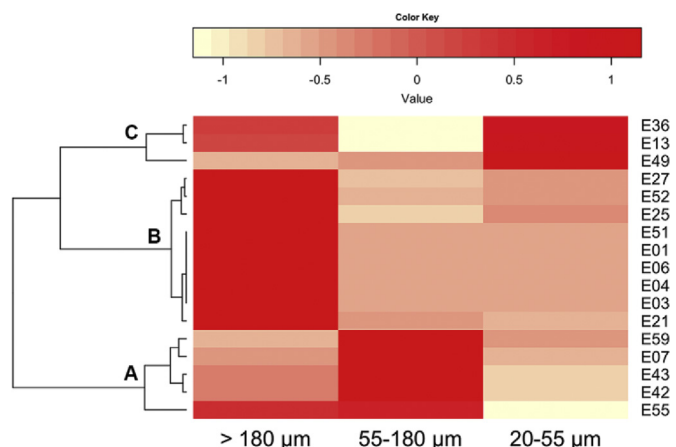 Color Key
-1 -0.5 0 0.5 1
Value
C
B
A
E36
E13
E49
E27
E52
E25
E51
E01
E06
E04
E03
E21
E59
E07
E43
E42
E55
> 180 µm 55-180 µm 20-55 µm